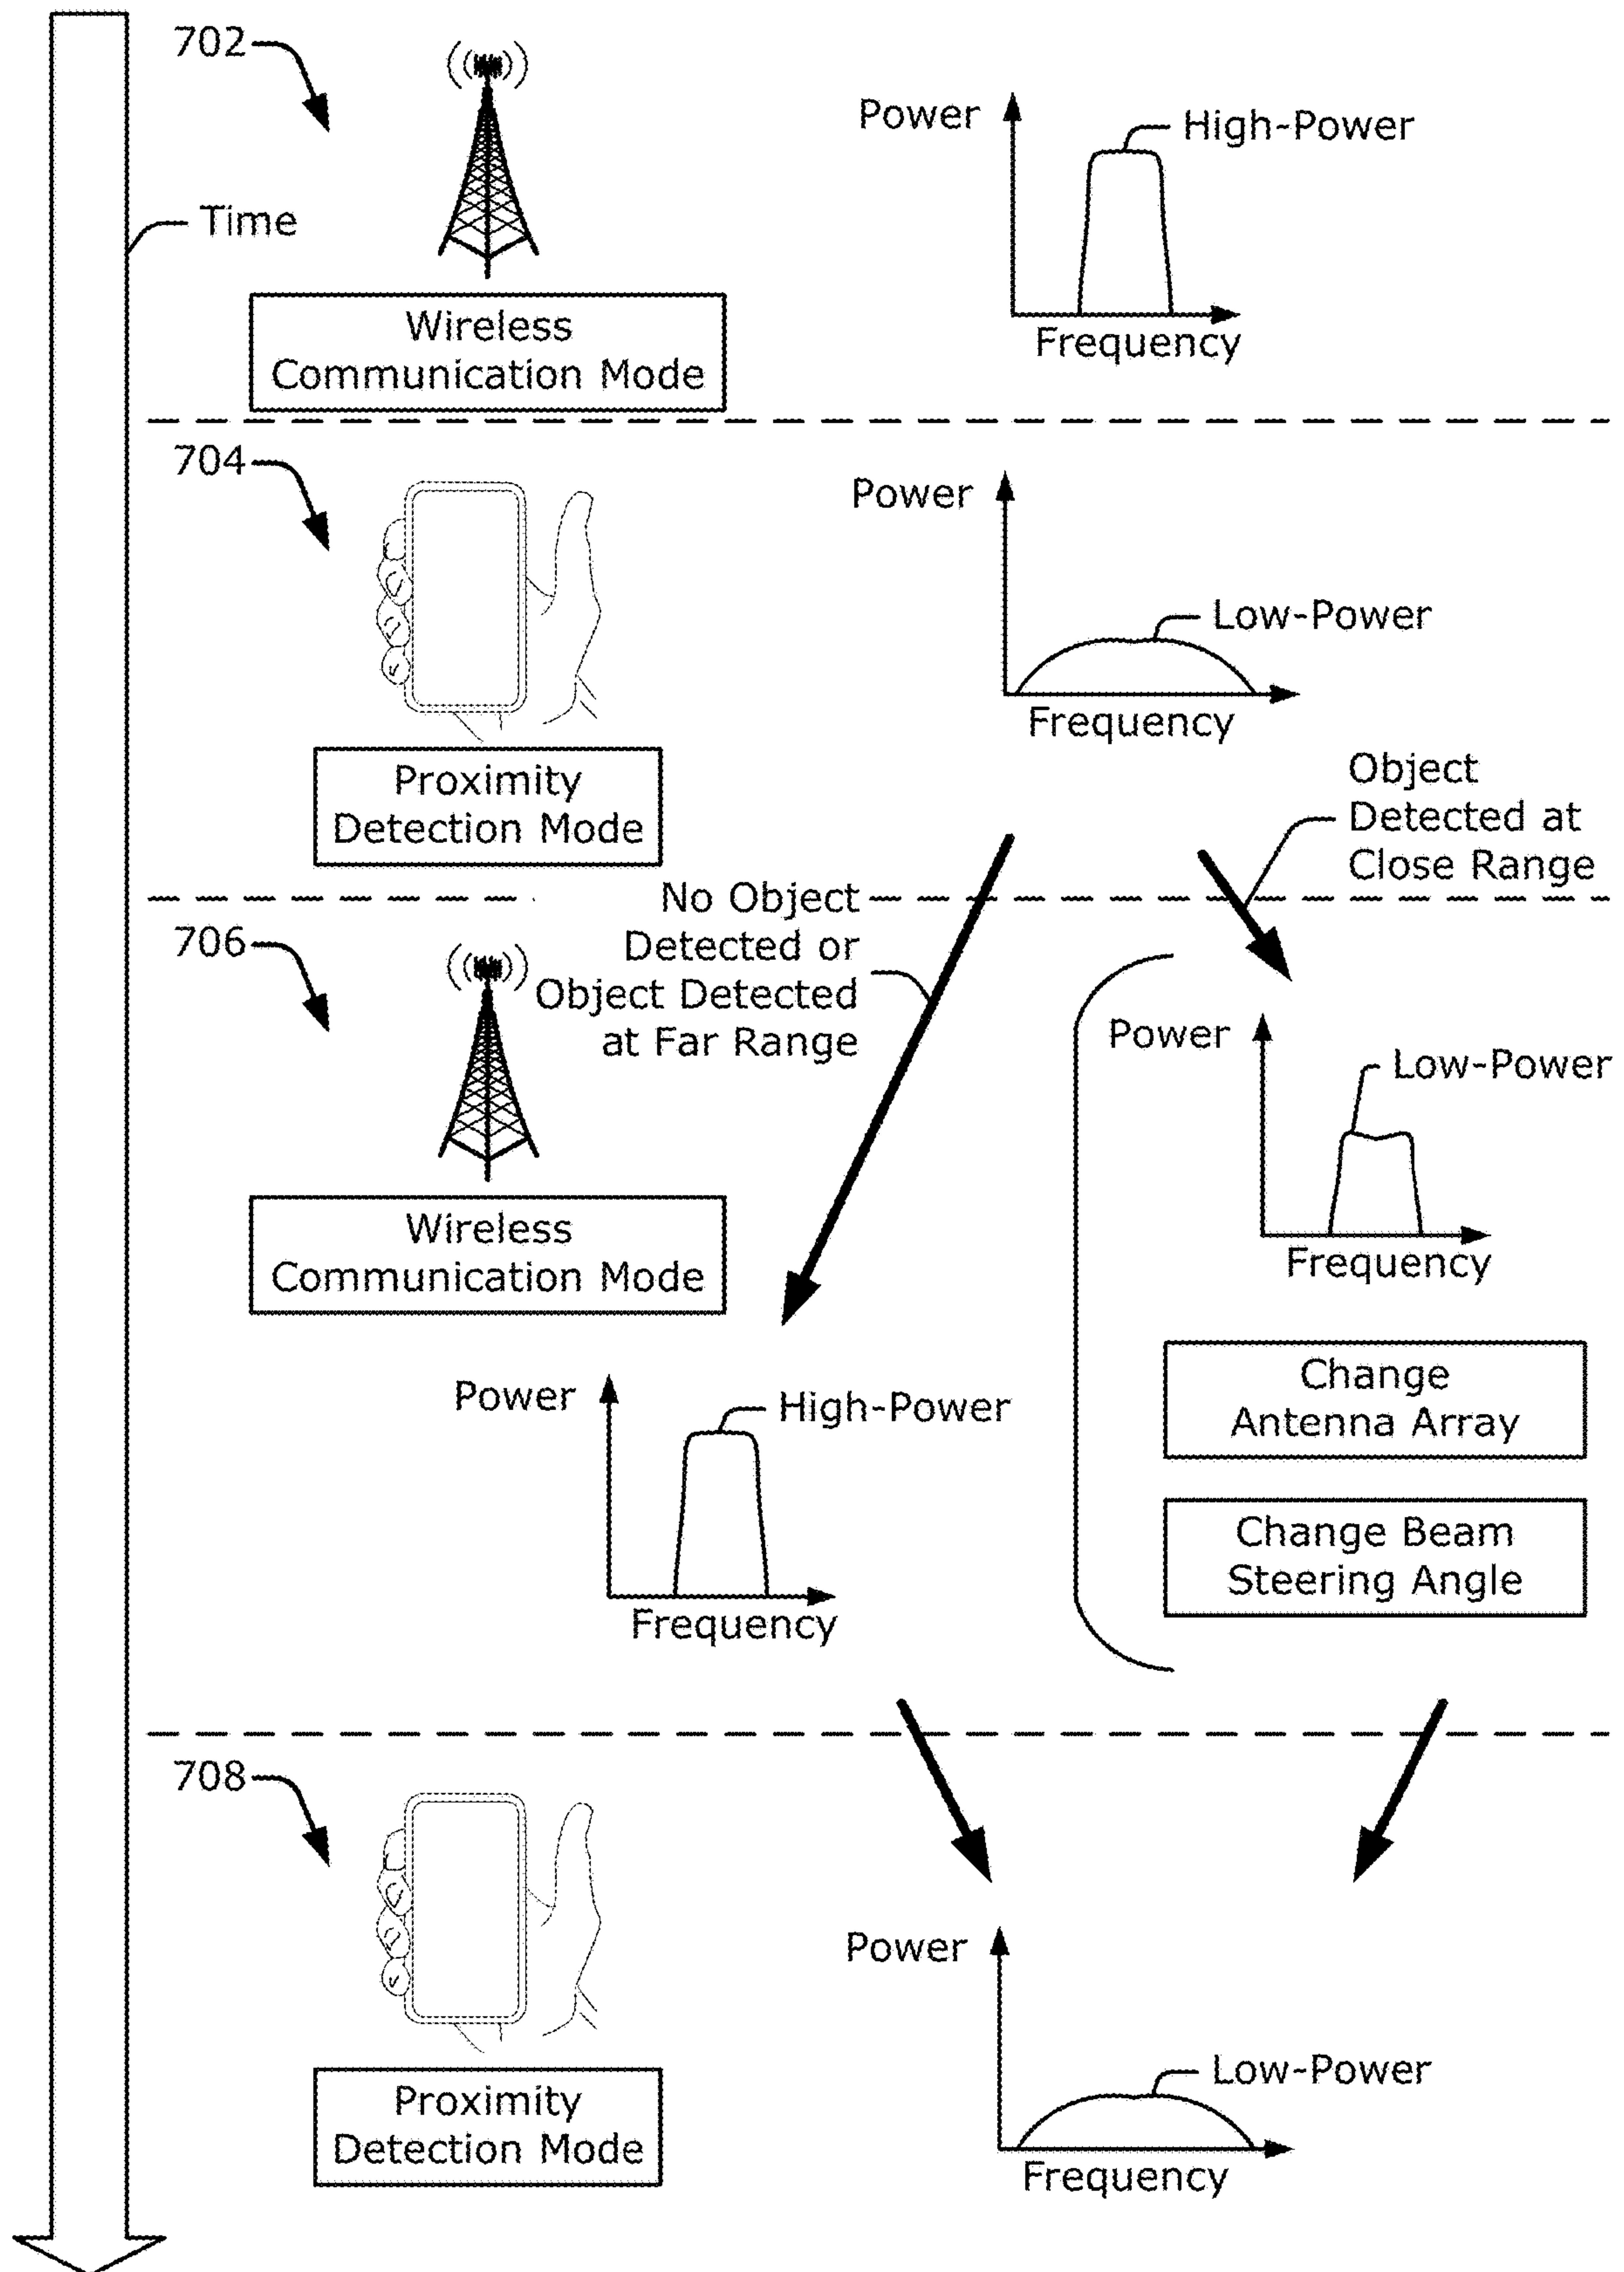 702
Time
Wireless
Communication Mode
Power
High-Power
Frequency
704
Proximity
Detection Mode
Power
Low-Power
Frequency
Object
Detected at
Close Range
No Object
Detected or
Object Detected
at Far Range
706
Wireless
Communication Mode
Power
High-Power
Frequency
Power
Low-Power
Frequency
Change
Antenna Array
Change Beam
Steering Angle
708
Proximity
Detection Mode
Power
Low-Power
Frequency